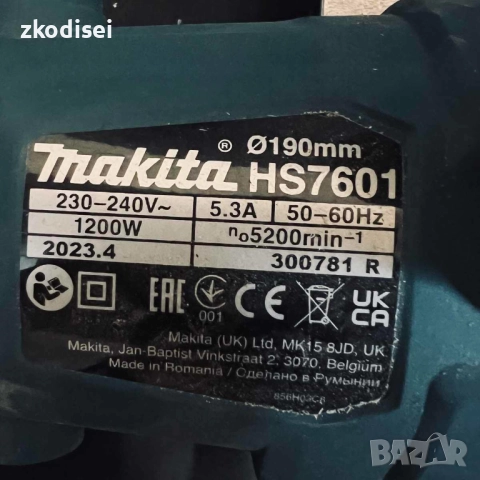 zkodisei
® Ø190mm
makita HS7601
230-240V~ 5.3A 50-60Hz
1200W no5200min-1
2023.4 300781 R
EAC 001 CE UK CA
Makita (UK) Ltd, MK15 8JD, UK
Makita, Jan-Baptist Vinkstraat 2, 3070, Belgium
Made in Romania / Сделано в Румынии
BAZAR